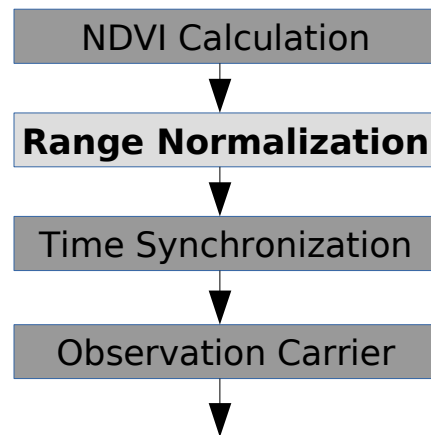 NDVI Calculation
Range Normalization
Time Synchronization
Observation Carrier